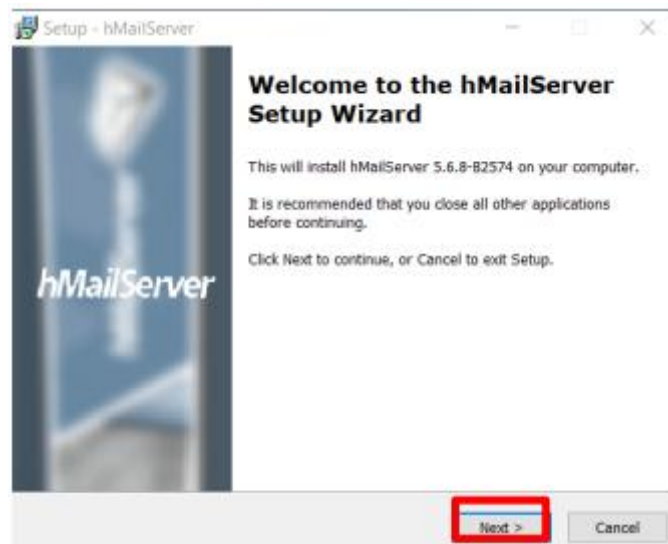 Setup - hMailServer
Welcome to the hMailServer
Setup Wizard
This will install hMailServer 5.6.8-B2574 on your computer.
It is recommended that you close all other applications
before continuing.
Click Next to continue, or Cancel to exit Setup.
hMailServer
Next >
Cancel